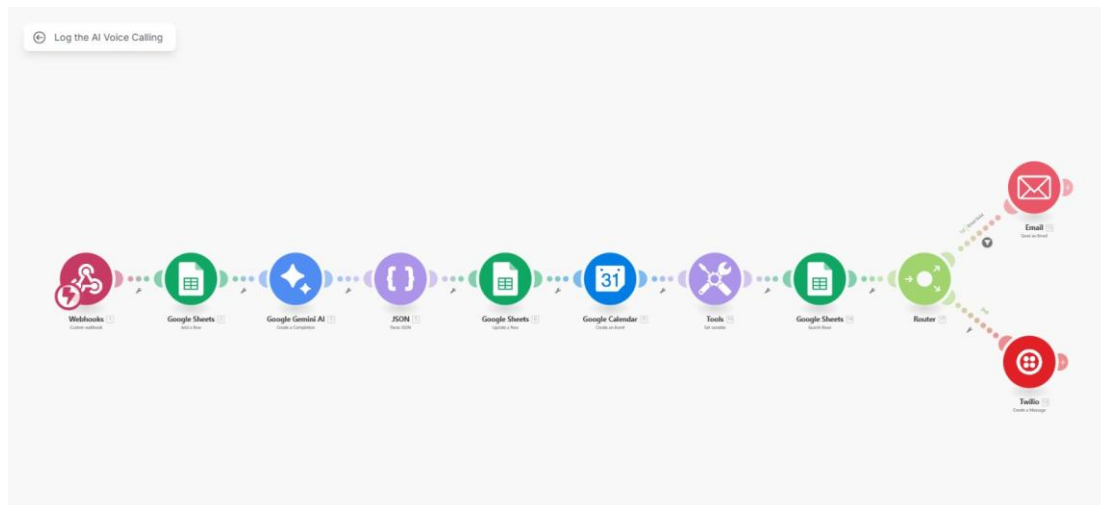 Log the AI Voice Calling
Webhooks
Custom webhook
Google Sheets
Add a Row
Google Gemini AI
Create a Completion
JSON
Parse JSON
Google Sheets
Update a Row
Google Calendar
Create an Event
31
Tools
Set variable
Google Sheets
Search Rows
Router
Email
Send an Email
Twilio
Create a Message